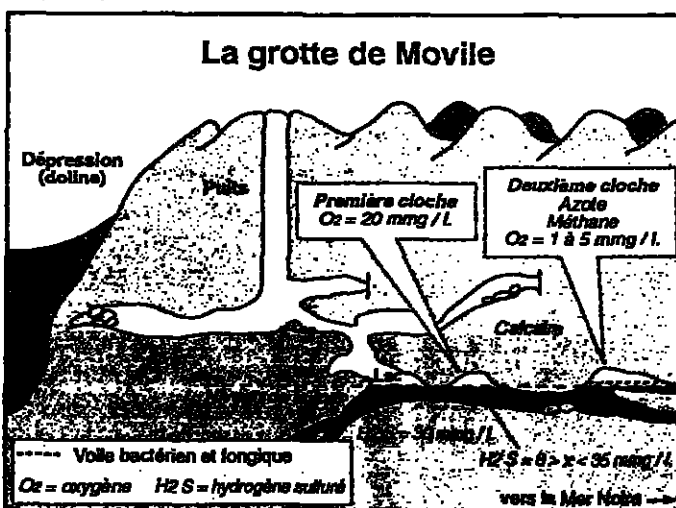 La grotte de Movile
Dépression
(doline)
Puits
Première cloche
O2 = 20 mmg / L
Deuxième cloche
Azote
Méthane
O2 = 1 à 5 mmg / L
Calcaire
Lac
mmg / L
H2 S = 8 > x < 35 mmg / L
Voile bactérien et fongique
O2 = oxygène H2 S = hydrogène sulfuré
vers la Mer Noire